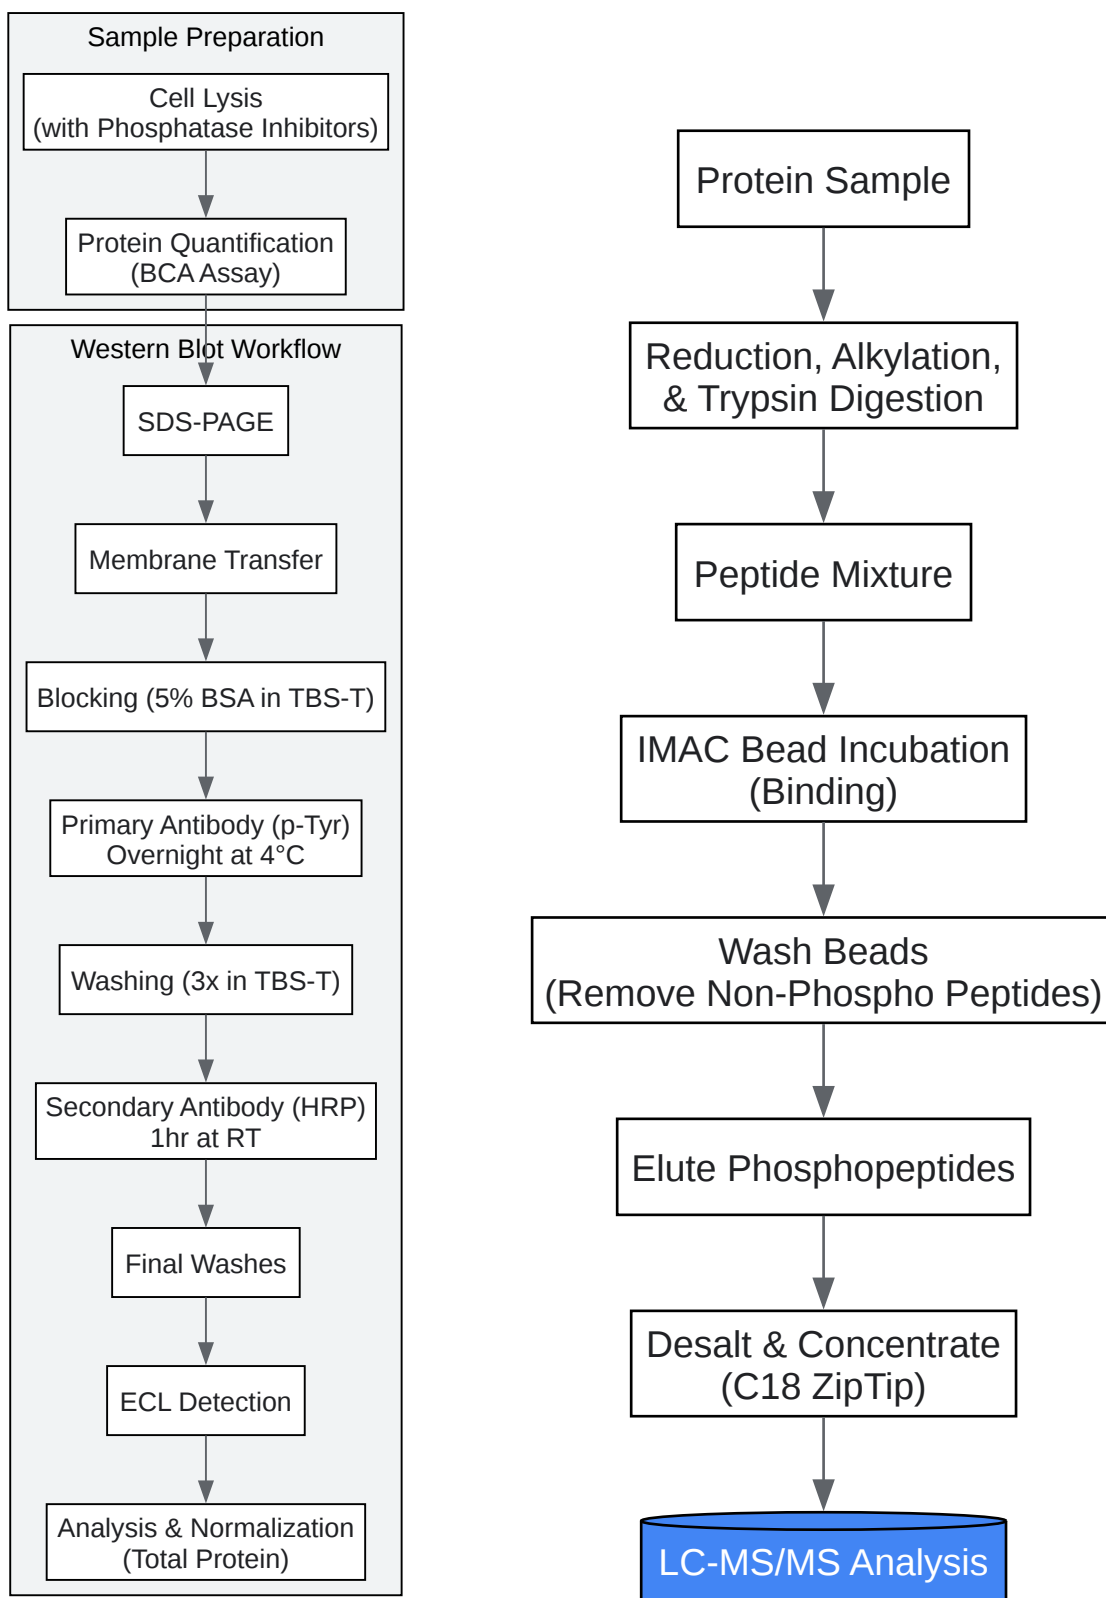 Sample Preparation
Cell Lysis
(with Phosphatase Inhibitors)
Protein Quantification
(BCA Assay)
Western Blot Workflow
SDS-PAGE
Membrane Transfer
Blocking (5% BSA in TBS-T)
Primary Antibody (p-Tyr)
Overnight at 4°C
Washing (3x in TBS-T)
Secondary Antibody (HRP)
1hr at RT
Final Washes
ECL Detection
Analysis & Normalization
(Total Protein)
Protein Sample
Reduction, Alkylation,
& Trypsin Digestion
Peptide Mixture
IMAC Bead Incubation
(Binding)
Wash Beads
(Remove Non-Phospho Peptides)
Elute Phosphopeptides
Desalt & Concentrate
(C18 ZipTip)
LC-MS/MS Analysis